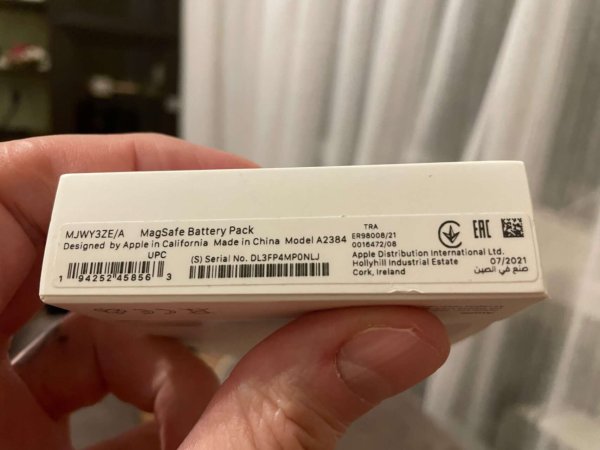 MJWY3ZE/A MagSafe Battery Pack
Designed by Apple in California Made in China Model A2384
UPC
1 94252 45856 3
(S) Serial No. DL3FP4MP0NLJ
TRA
ER98008/21
0016472/08
EAC
Apple Distribution International Ltd.
Hollyhill Industrial Estate
Cork, Ireland
07/2021
صنع في الصين